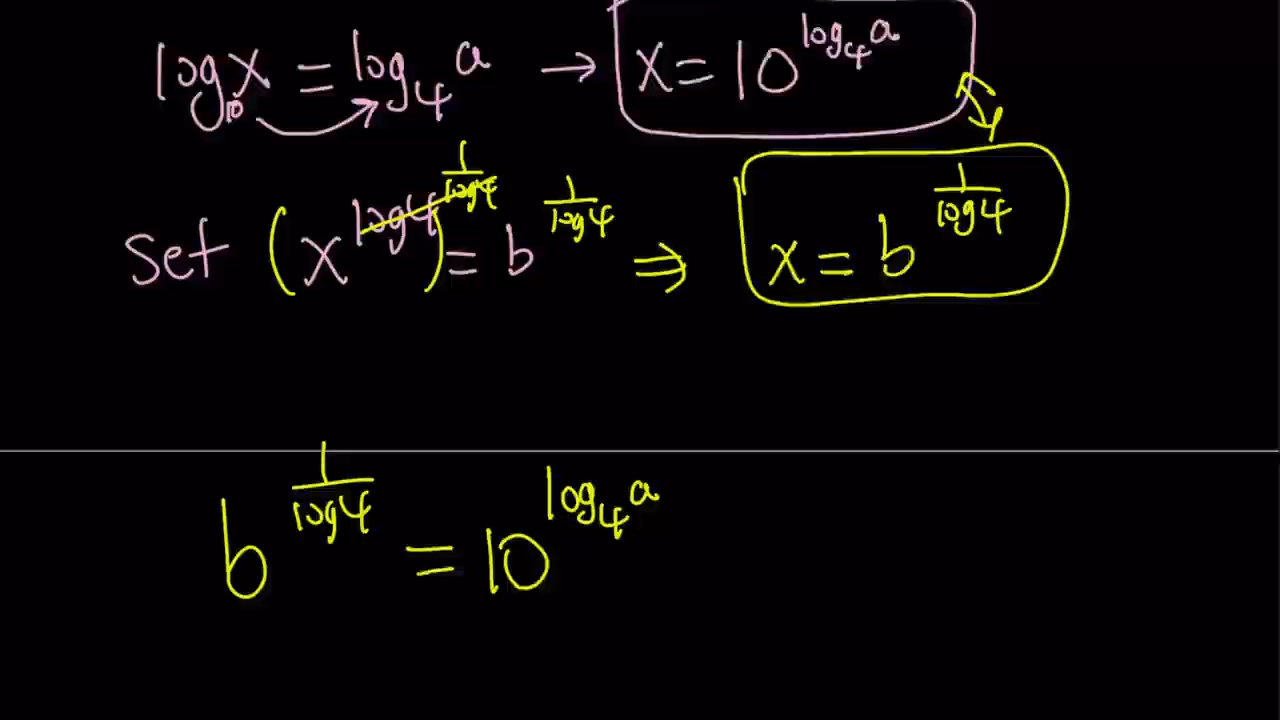 log₁₀x = log₄a → x = 10^(log₄a)
Set (x^(log4))^(1/log4) = b^(1/log4) ⇒ x = b^(1/log4)
b^(1/log4) = 10^(log₄a)